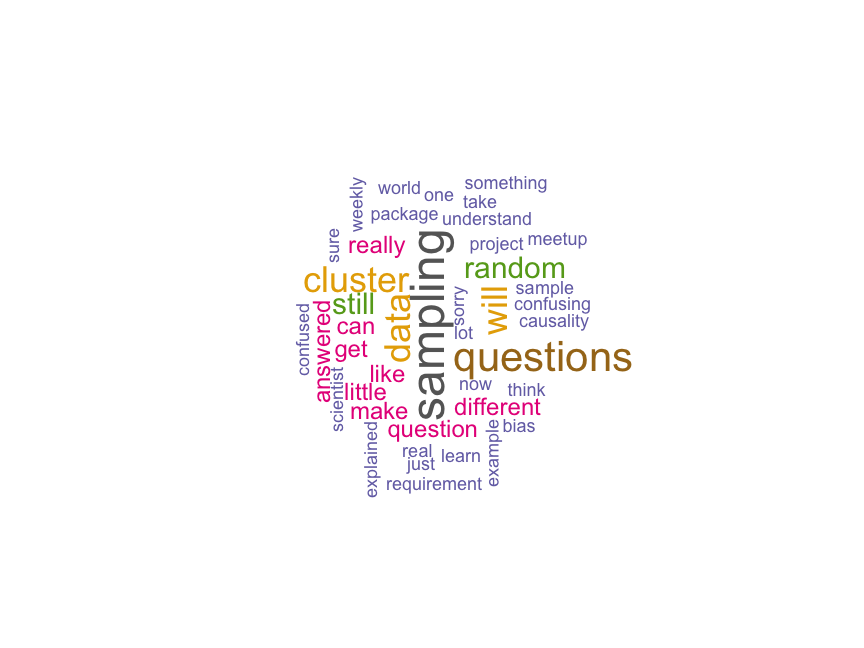 something
world
one
weekly
take
package
understand
sure
really
project
meetup
sampling
random
cluster
sample
will
sorry
still
data
confusing
confused
answered
can
causality
lot
get
questions
like
now
think
scientist
little
make
different
question
bias
explained
example
real
learn
just
requirement